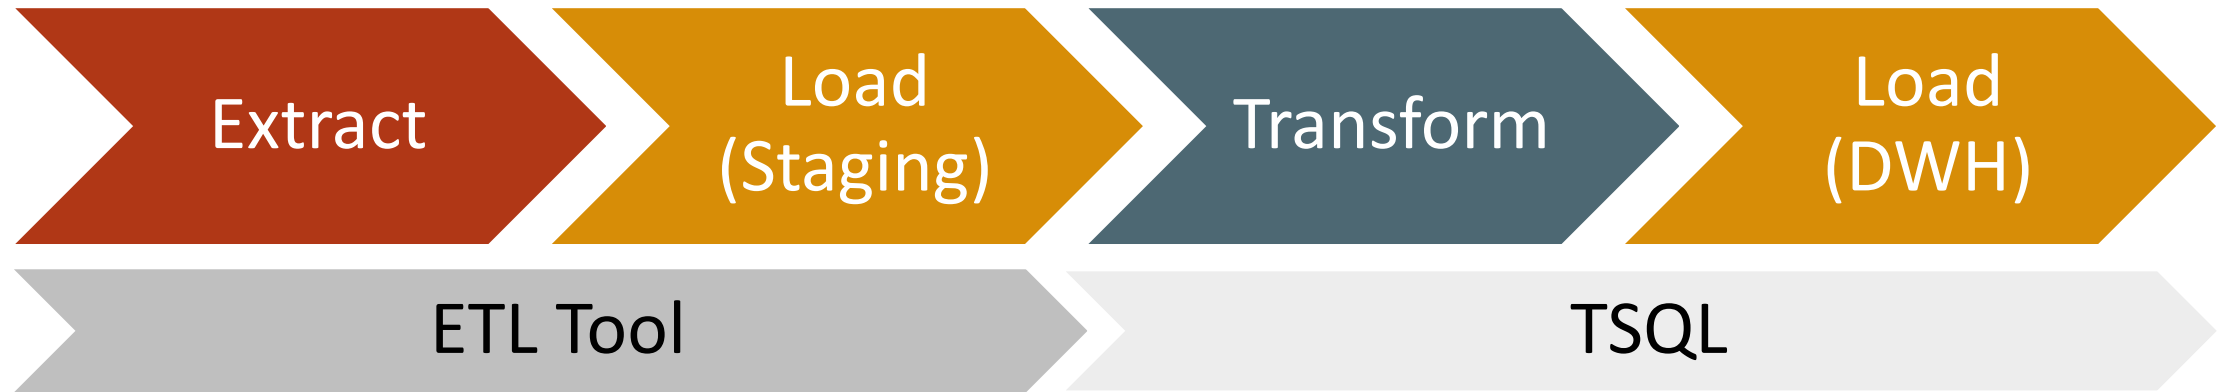 Extract
Load
(Staging)
Transform
Load
(DWH)
ETL Tool
TSQL